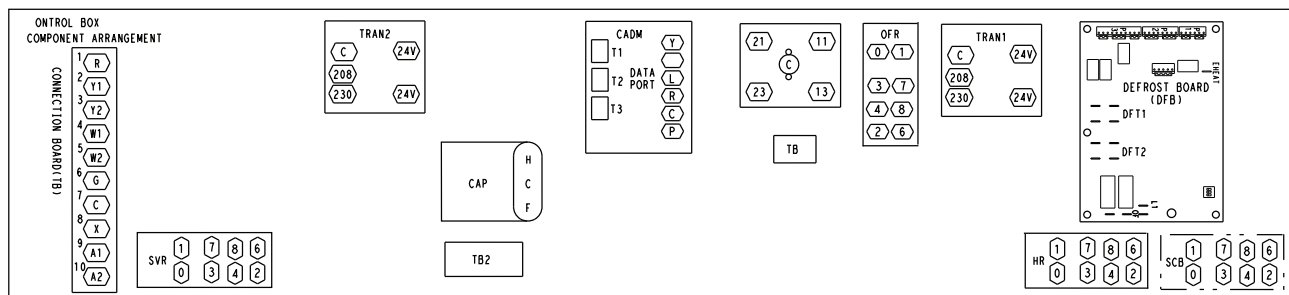 ONTROL BOX
COMPONENT ARRANGEMENT
CONNECTION BOARD(TB)
1 R
2 Y1
3 Y2
4 W1
5 W2
6 G
7 C
8 X
9 A1
10 A2
SVR
1 7 8 6
0 3 4 2
TRAN2
C 24V
208
230 24V
CAP
H
C
F
TB2
CADM
T1
T2
T3
DATA
PORT
Y
L
R
C
P
21 11
C
23 13
TB
OFR
0 1
3 7
4 8
2 6
TRAN1
C 24V
208
230 24V
EHEAT
DEFROST BOARD
(DFB)
DFT1
DFT2
L1
OF
HR
1 7 8 6
0 3 4 2
SCB
1 7 8 6
0 3 4 2